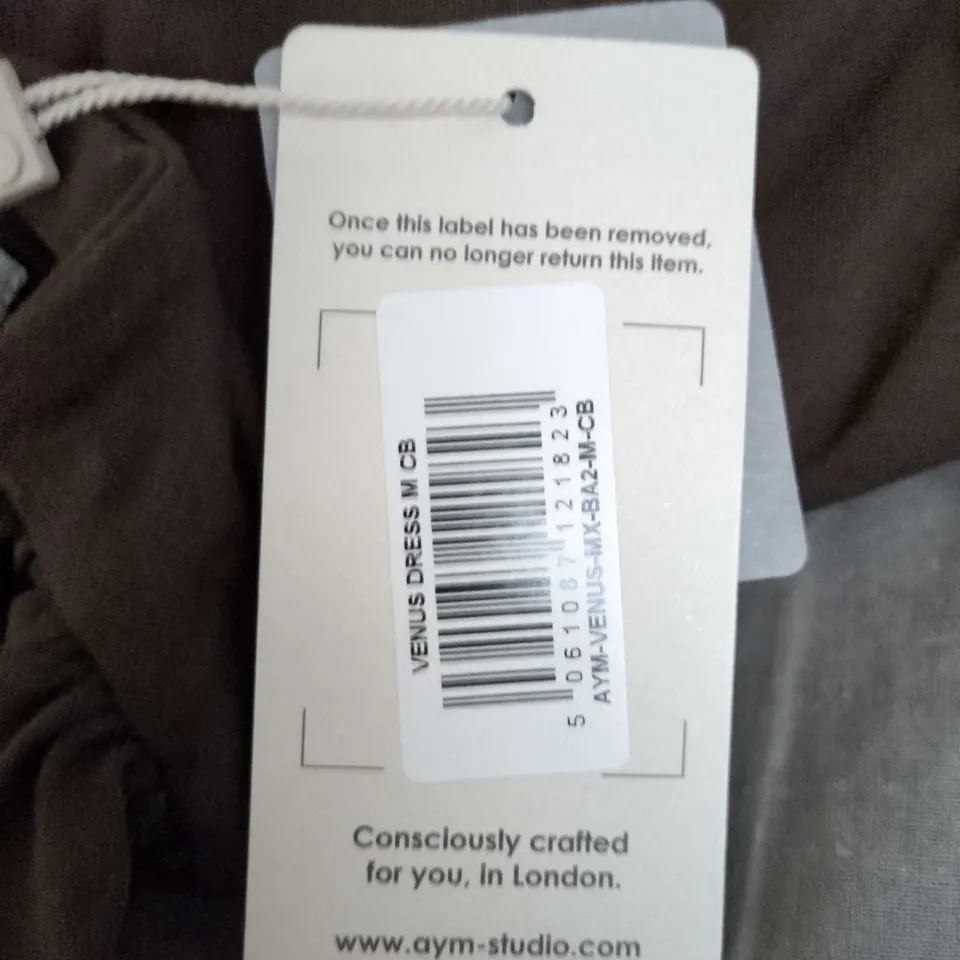 Once this label has been removed,
you can no longer return this item.
VENUS DRESS M CB
5 061087 121823
AYM-VENUS-MX-BA2-M-CB
Consciously crafted
for you, in London.
www.aym-studio.com